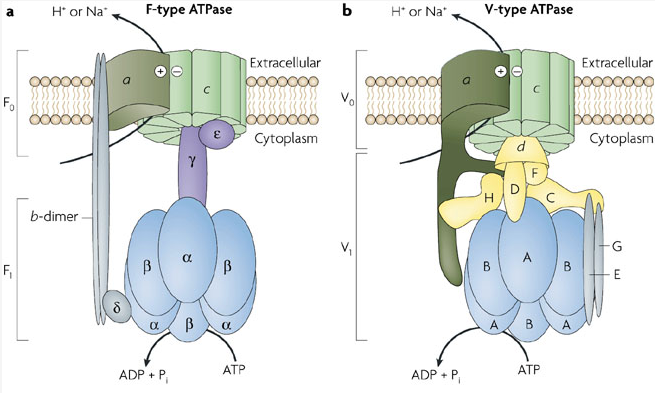 a
F-type ATPase
H⁺ or Na⁺
a
+
−
c
Extracellular
Cytoplasm
F₀
ε
γ
b-dimer
F₁
β
α
β
δ
α
β
α
ADP + Pᵢ
ATP
b
V-type ATPase
H⁺ or Na⁺
a
+
−
c
Extracellular
Cytoplasm
V₀
d
F
H
D
C
V₁
B
A
B
G
E
A
B
A
ADP + Pᵢ
ATP